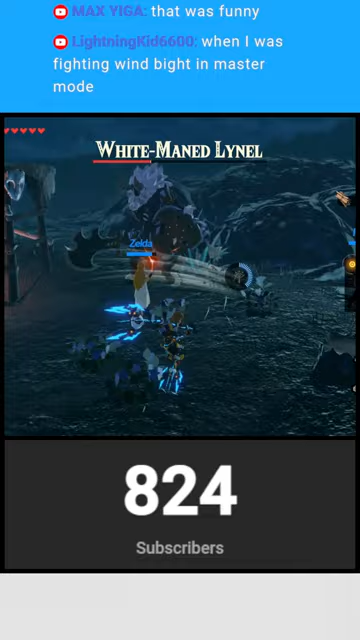 MAX YIGA: that was funny
LightningKid6600: when I was
fighting wind bight in master
mode
WHITE-MANED LYNEL
Zelda
824
Subscribers